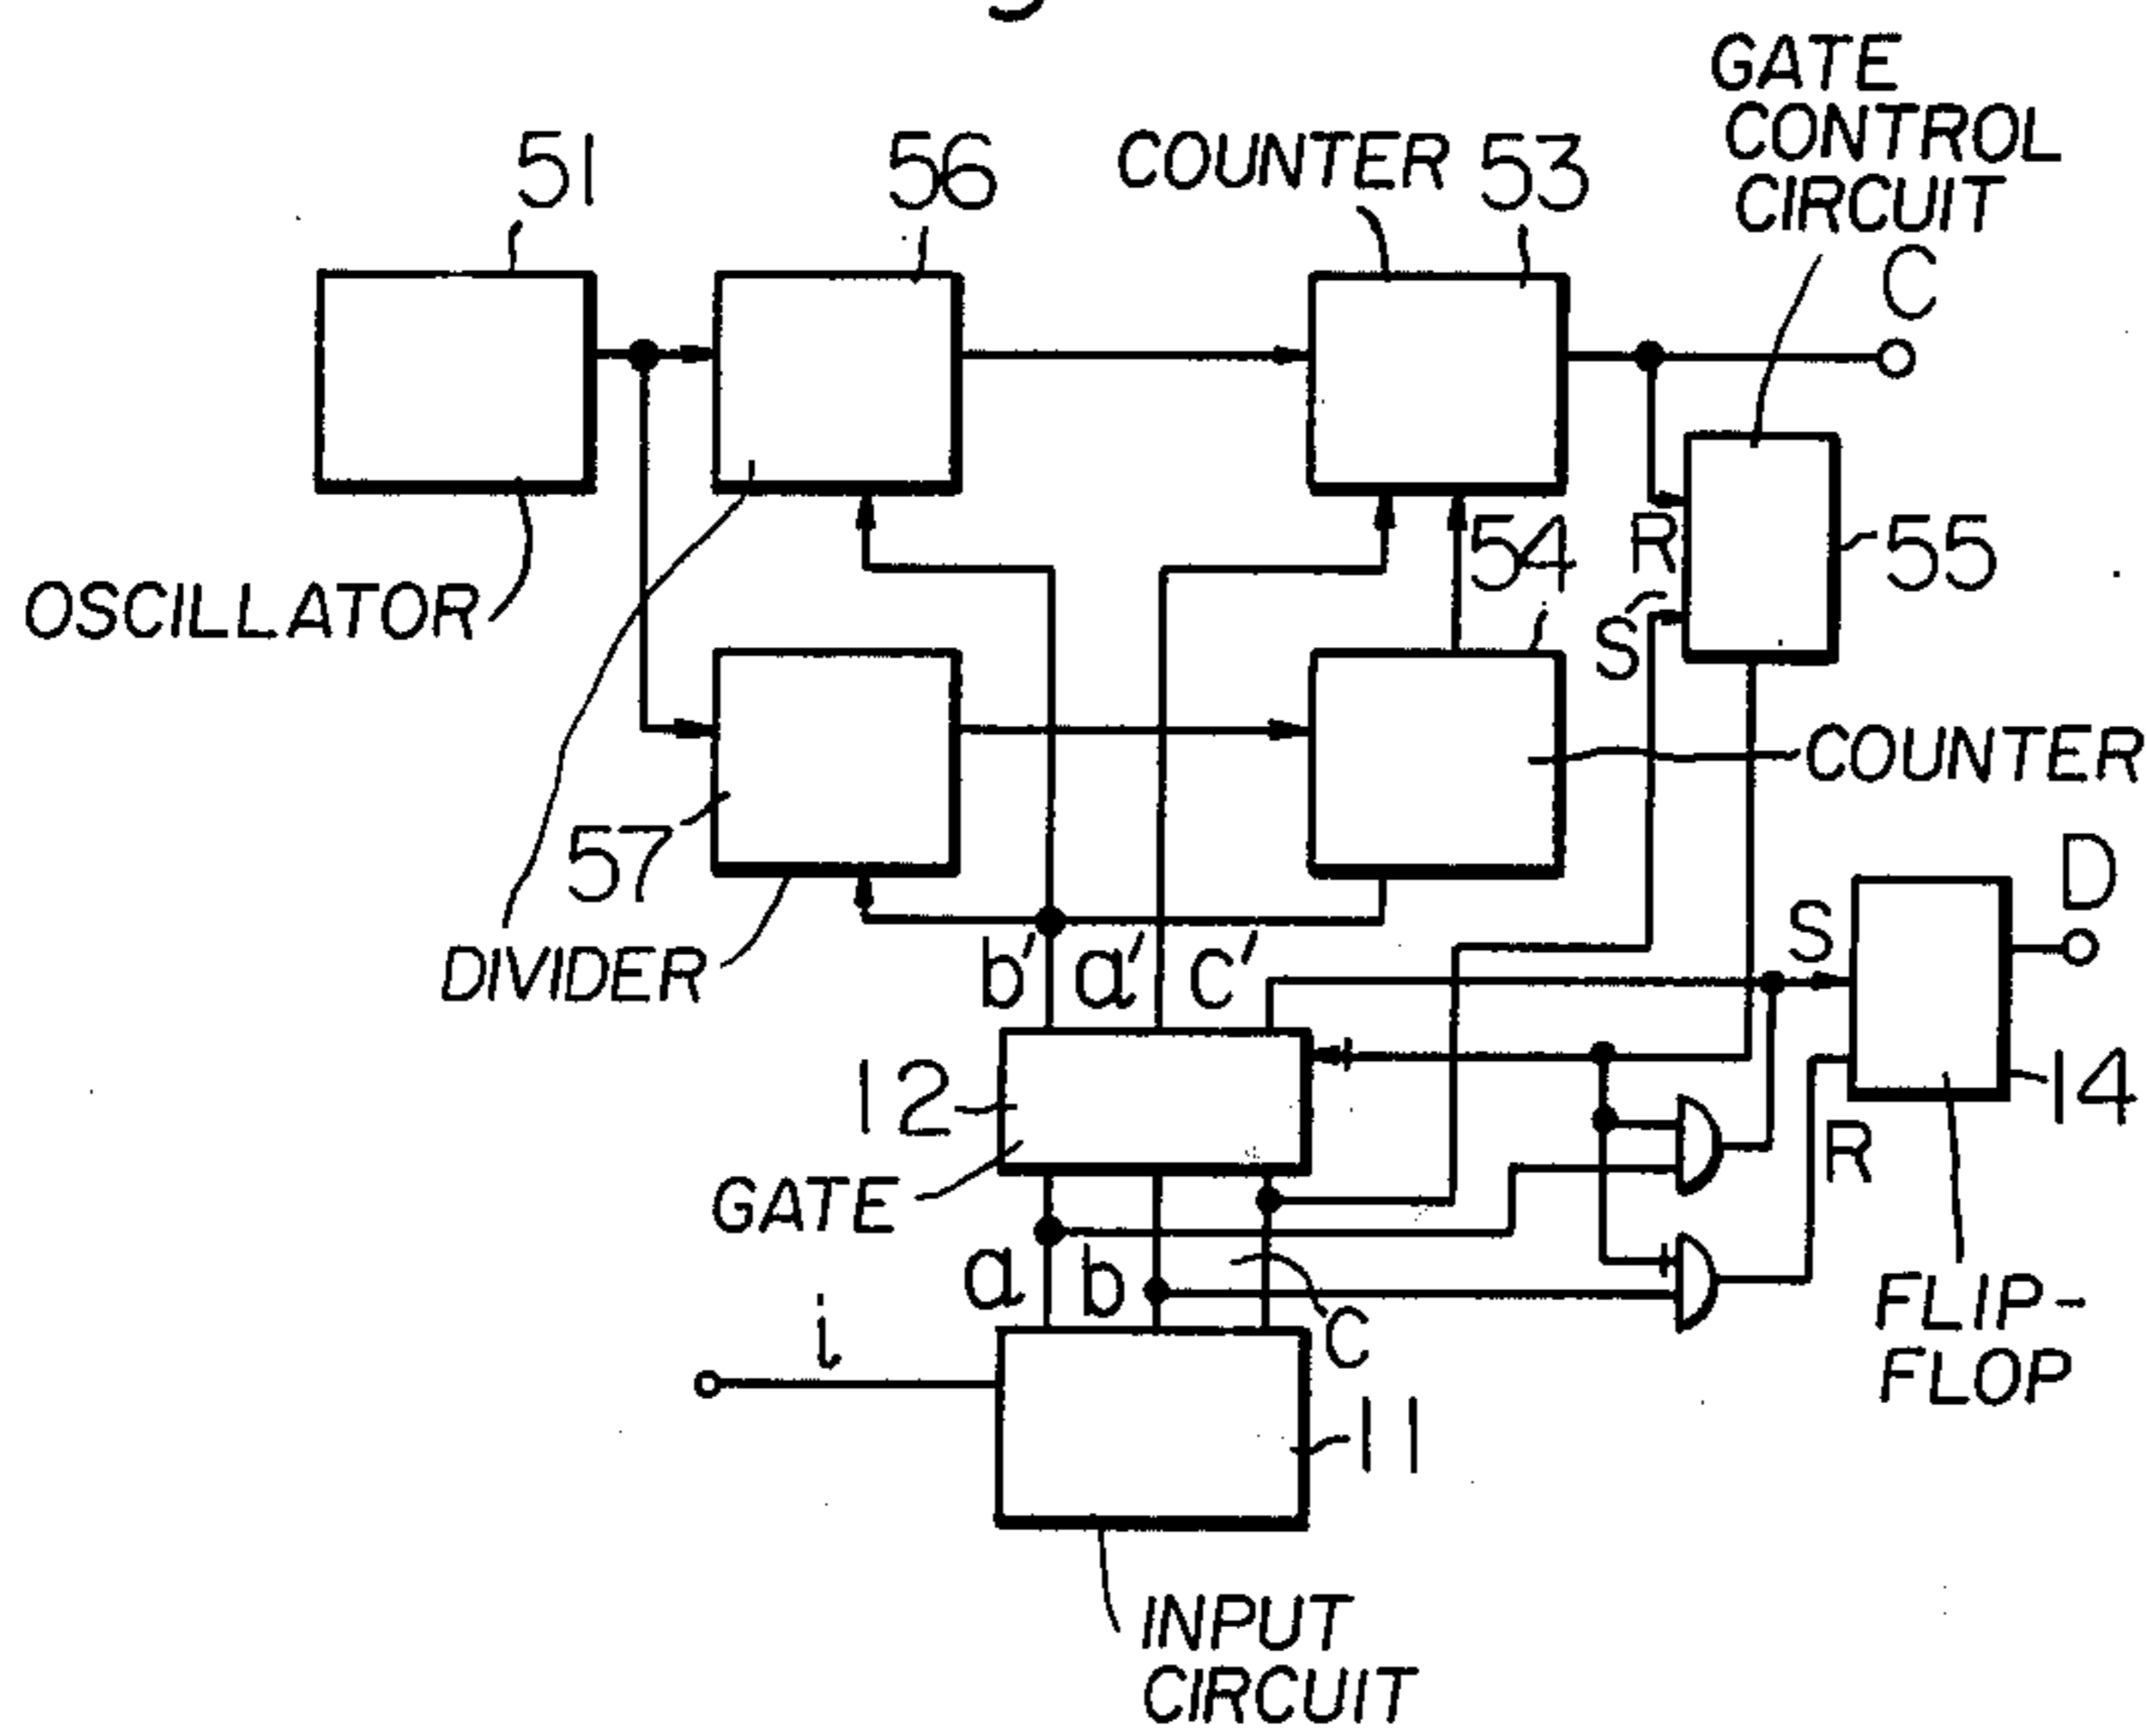 GATE
CONTROL
CIRCUIT
51
56
COUNTER 53
C
OSCILLATOR
54
R
55
S
COUNTER
57
D
S
DIVIDER
b' a' c'
12
14
R
GATE
a b
C
i
FLIP-
FLOP
11
INPUT
CIRCUIT